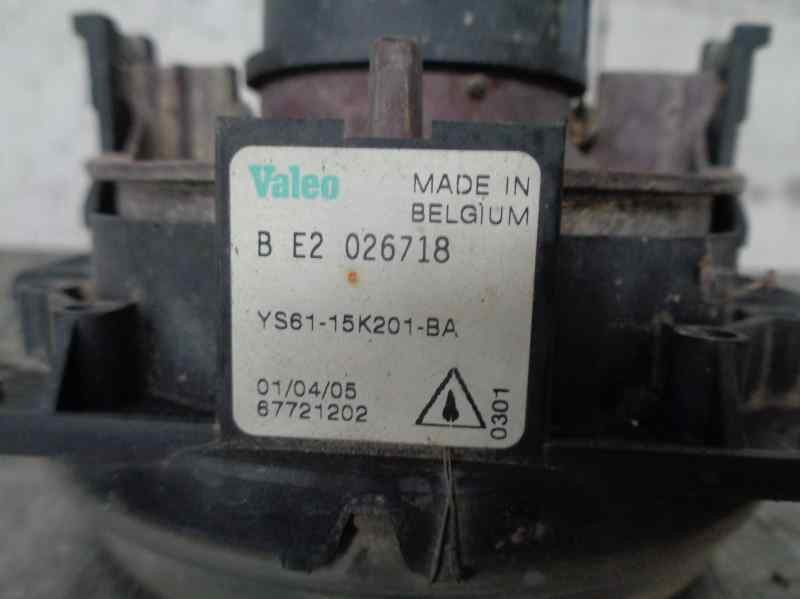 Valeo
MADE IN
BELGIUM
B E2 026718
YS61-15K201-BA
01/04/05
67721202
0301